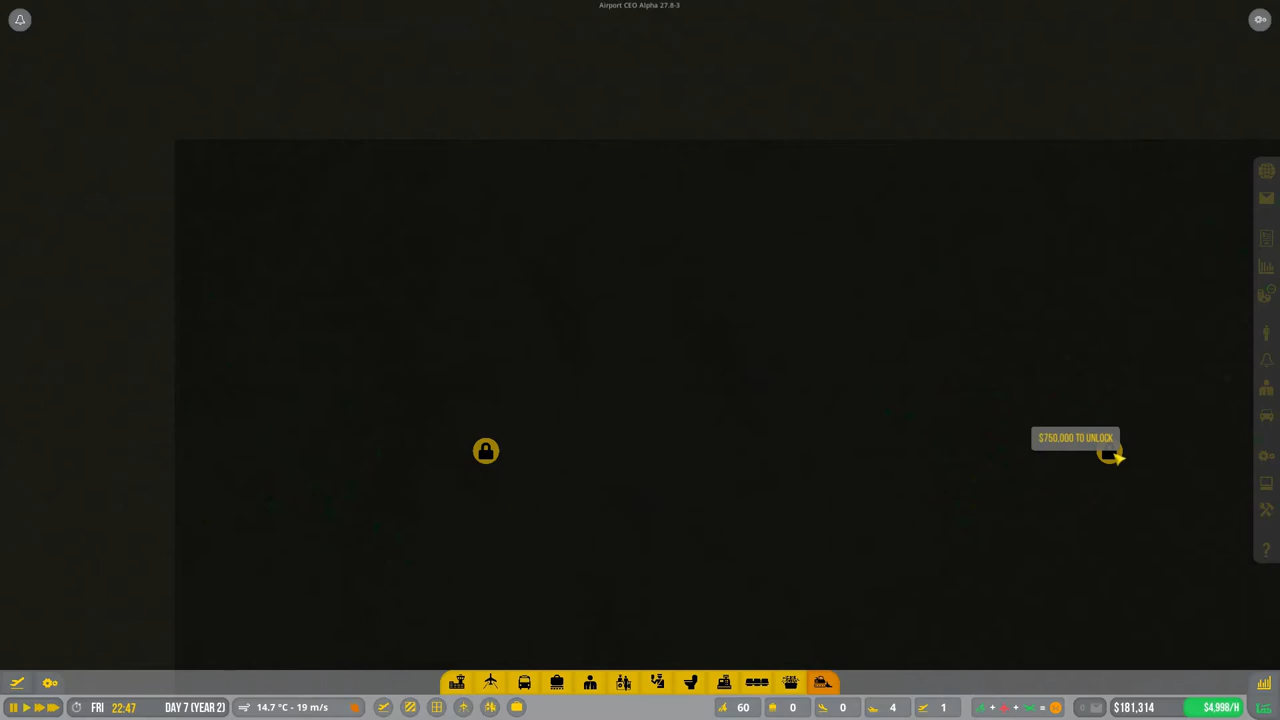 Airport CEO Alpha 27.8-3
$750.000 TO UNLOCK
FRI 22:47 DAY 7 (YEAR 2) 14.7 °C - 19 m/s 60 0 0 4 1 + + = 0 $181,314 $4,998/H
?